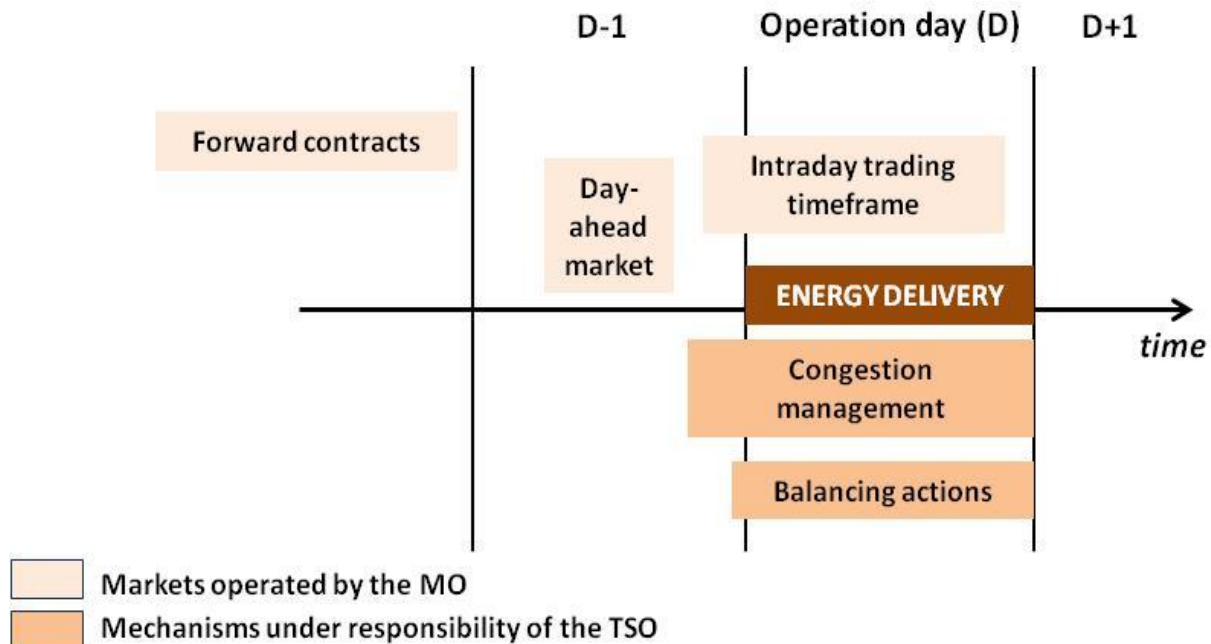 D-1
Operation day (D)
D+1
Forward contracts
Day-
ahead
market
Intraday trading
timeframe
ENERGY DELIVERY
time
Congestion
management
Balancing actions
Markets operated by the MO
Mechanisms under responsibility of the TSO